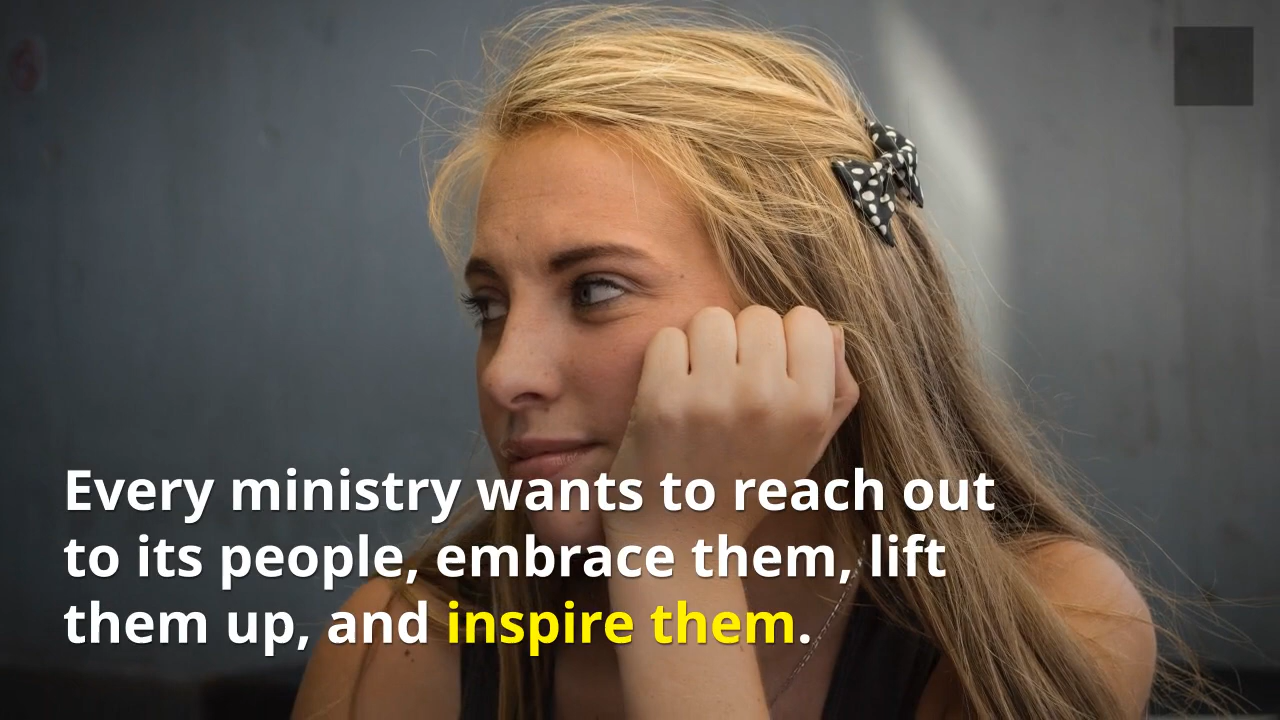 Every ministry wants to reach out
to its people, embrace them, lift
them up, and inspire them.